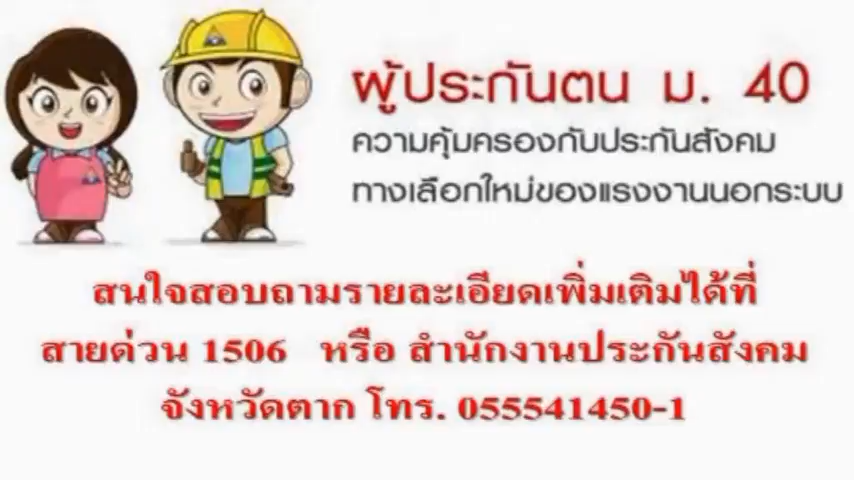 ผู้ประกันตน ม. 40
ความคุ้มครองกับประกันสังคม
ทางเลือกใหม่ของแรงงานนอกระบบ
สนใจสอบถามรายละเอียดเพิ่มเติมได้ที่
สายด่วน 1506 หรือ สำนักงานประกันสังคม
จังหวัดตาก โทร. 055541450-1